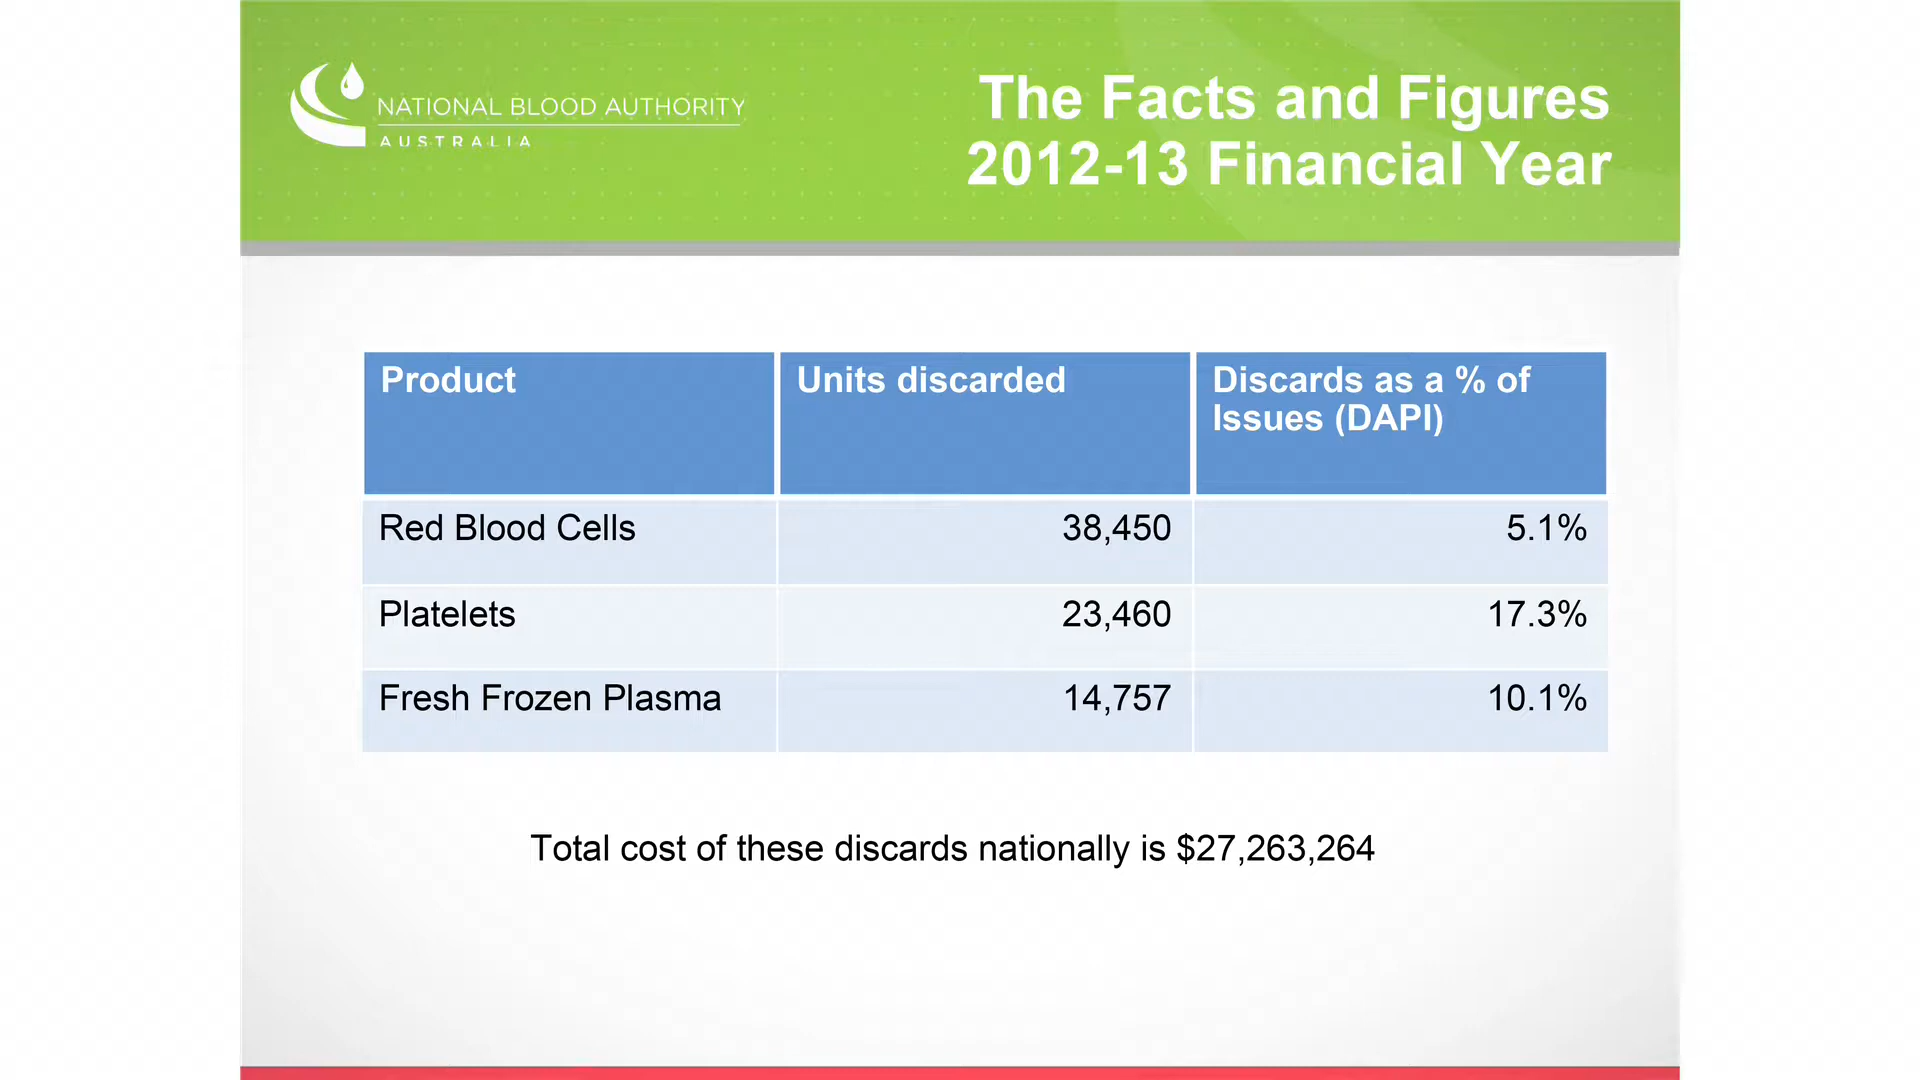 NATIONAL BLOOD AUTHORITY
AUSTRALIA
The Facts and Figures
2012-13 Financial Year
Product Units discarded Discards as a % of
Issues (DAPI)
Red Blood Cells 38,450 5.1%
Platelets 23,460 17.3%
Fresh Frozen Plasma 14,757 10.1%
Total cost of these discards nationally is $27,263,264